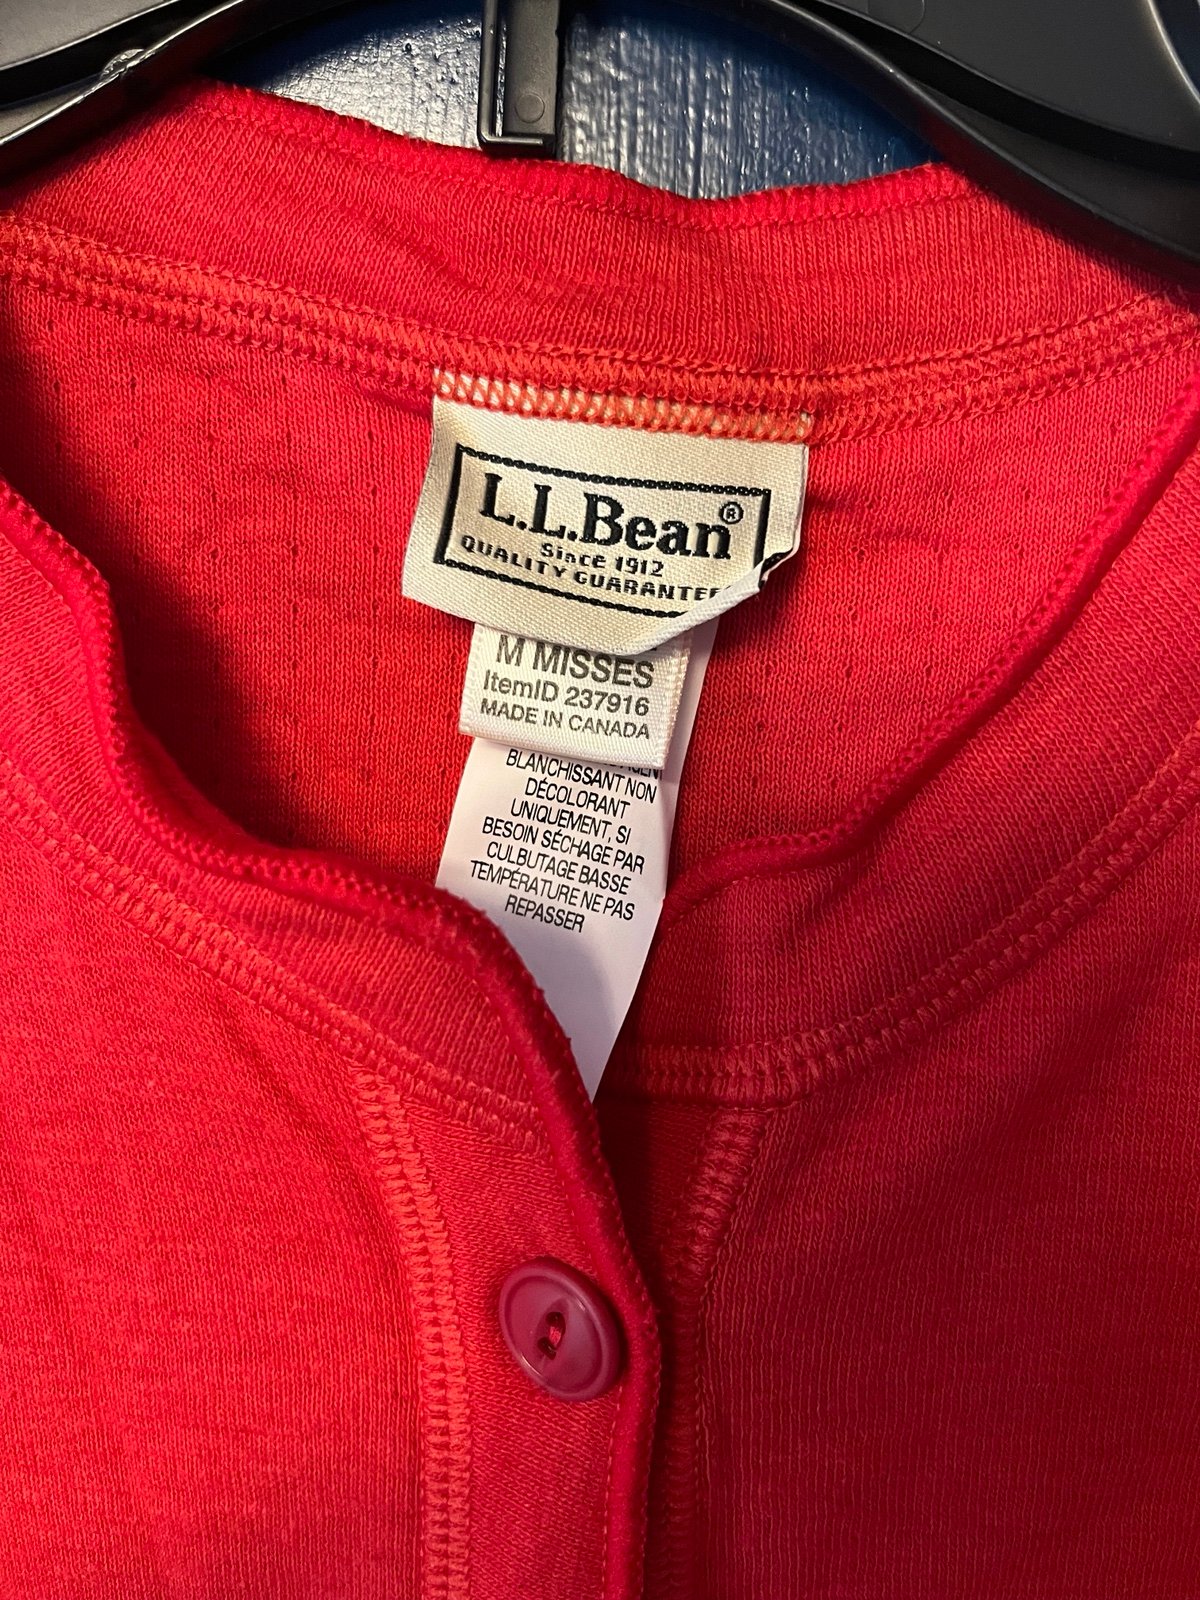 L.L.Bean®
Since 1912
QUALITY GUARANTEE
M MISSES
ItemID 237916
MADE IN CANADA
BLANCHISSANT NON
DÉCOLORANT
UNIQUEMENT, SI
BESOIN SÉCHAGE PAR
CULBUTAGE BASSE
TEMPÉRATURE NE PAS
REPASSER